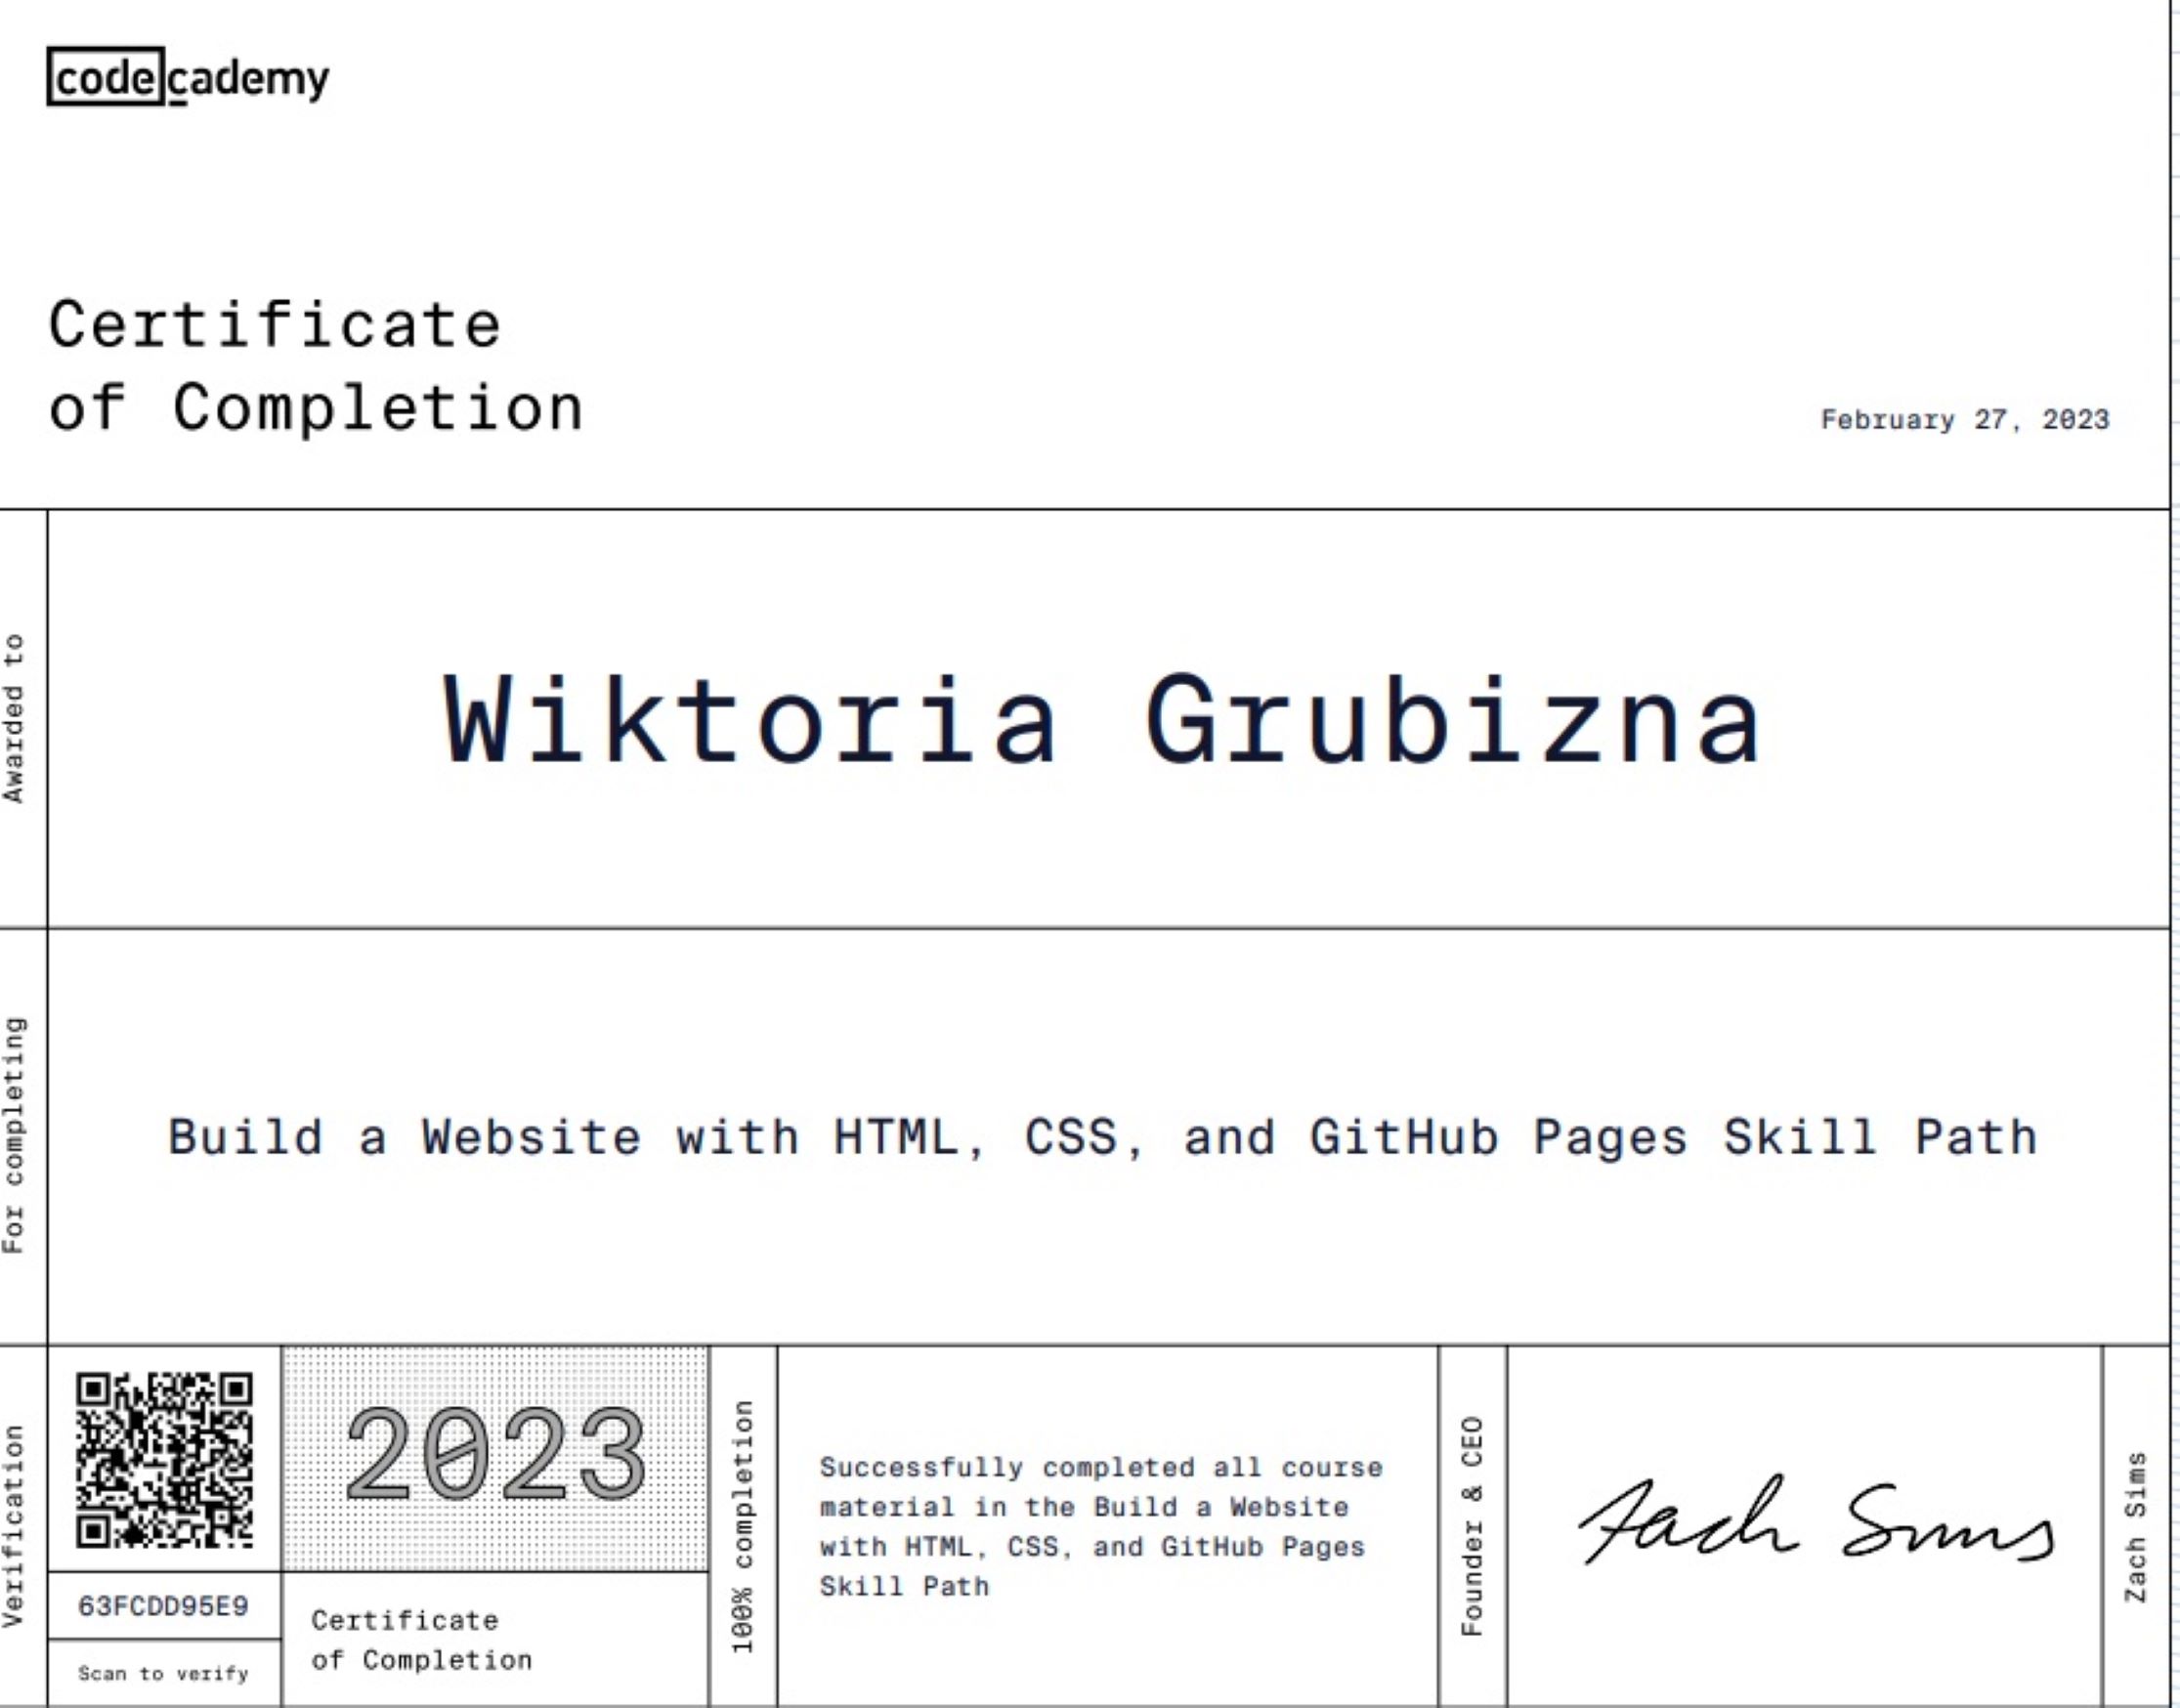 codecademy
Certificate
of Completion
February 27, 2023
Awarded to
Wiktoria Grubizna
For completing
Build a Website with HTML, CSS, and GitHub Pages Skill Path
Verification
63FCDD95E9
Scan to verify
2023
Certificate
of Completion
100% completion
Successfully completed all course
material in the Build a Website
with HTML, CSS, and GitHub Pages
Skill Path
Founder & CEO
Zach Sims
Zach Sims